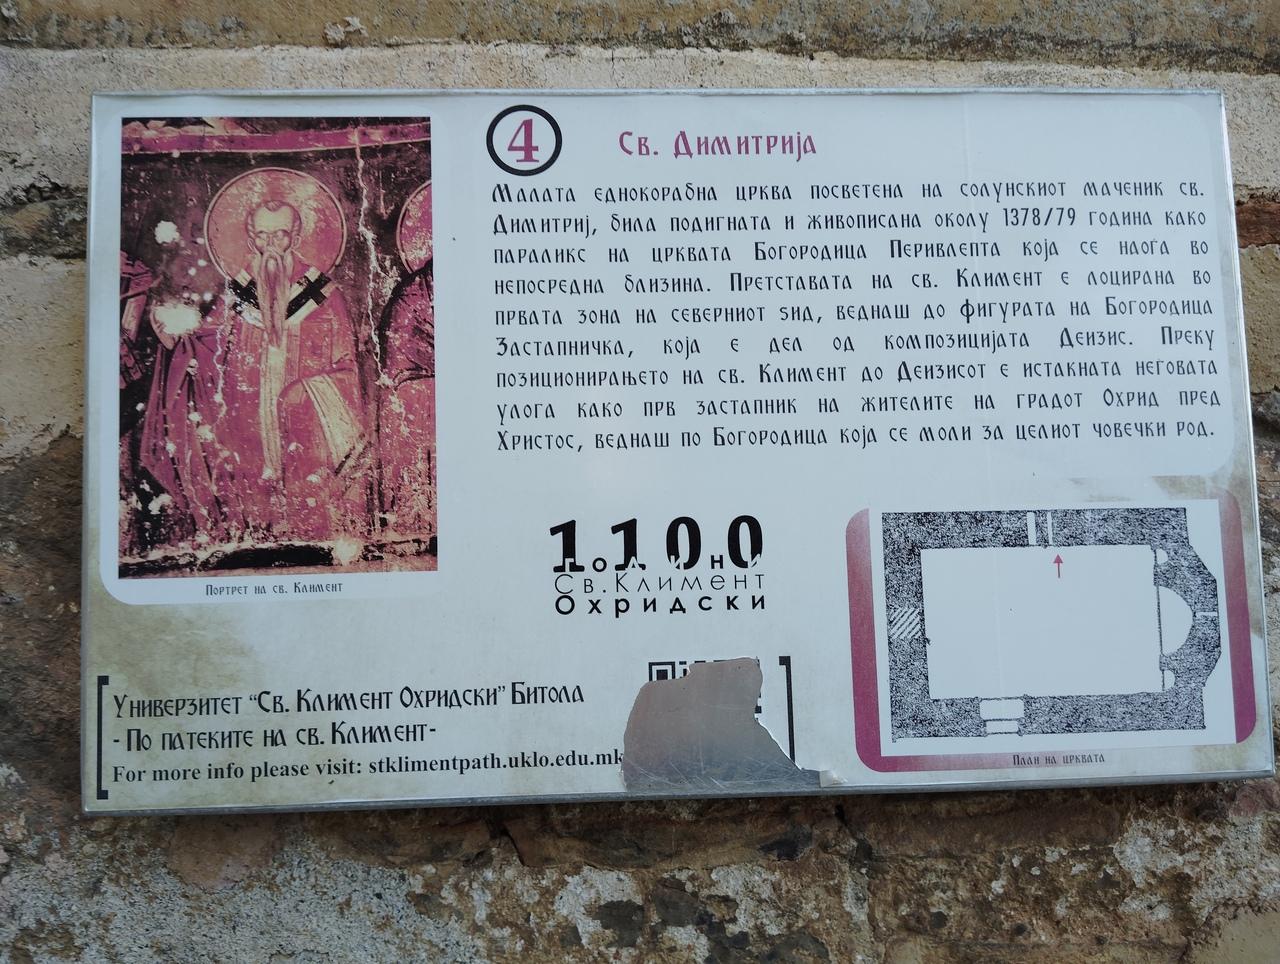 4
Св. Димитрија
Малата еднокорабна црква посветена на солунскиот маченик св.
Димитриј, била подигната и живописана околу 1378/79 година како
параклис на црквата Богородица Перивлепта која се наоѓа во
непосредна близина. Претставата на св. Климент е лоцирана во
првата зона на северниот ѕид, веднаш до фигурата на Богородица
Застапничка, која е дел од композицијата Деизис. Преку
позиционирањето на св. Климент до Деизисот е истакната неговата
улога како прв застапник на жителите на градот Охрид пред
Христос, веднаш по Богородица која се моли за целиот човечки род.
Портрет на св. Климент
1100
години
Св.Климент
Охридски
Универзитет “Св. Климент Охридски” Битола
- По патеките на св. Климент-
For more info please visit: stklimentpath.uklo.edu.mk
План на црквата